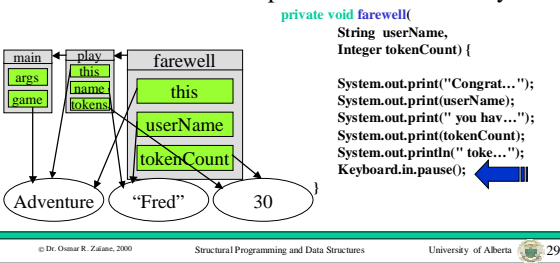 private void farewell(
String userName,
Integer tokenCount) {
System.out.print("Congrat…");
System.out.print(userName);
System.out.print(" you hav…");
System.out.print(tokenCount);
System.out.println(" toke…");
Keyboard.in.pause();
}
main
args
game
play
this
name
tokens
farewell
this
userName
tokenCount
Adventure
“Fred”
30
© Dr. Osmar R. Zaïane, 2000
Structural Programming and Data Structures
University of Alberta
29